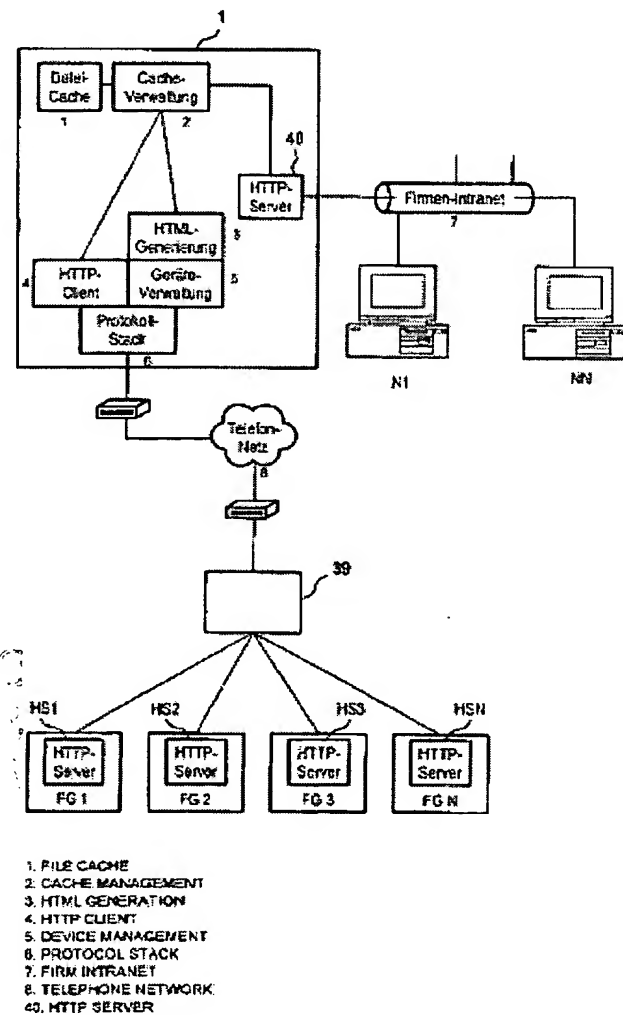 1
Datei-
Cache
1
Cache-
Verwaltung
2
40
HTTP-
Server
Firmen-Intranet
7
HTML-
Generierung
3
4
HTTP-
Client
Geräte-
Verwaltung
5
Protokoll-
Stack
6
N1
NN
Telefon-
Netz
8
39
HS1
HS2
HS3
HSN
HTTP-
Server
FG 1
HTTP-
Server
FG 2
HTTP-
Server
FG 3
HTTP-
Server
FG N
1. FILE CACHE
2. CACHE MANAGEMENT
3. HTML GENERATION
4. HTTP CLIENT
5. DEVICE MANAGEMENT
6. PROTOCOL STACK
7. FIRM INTRANET
8. TELEPHONE NETWORK
40. HTTP SERVER